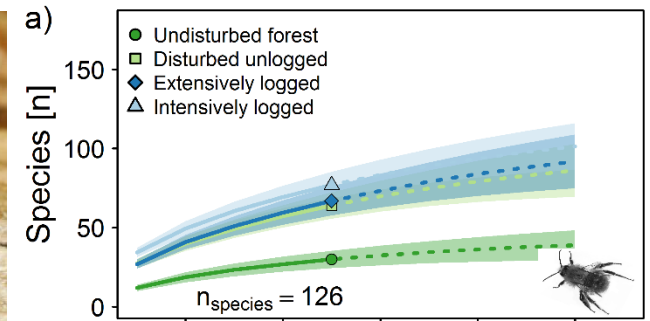 a)
Species [n]
150
100
50
0
Undisturbed forest
Disturbed unlogged
Extensively logged
Intensively logged
nspecies = 126